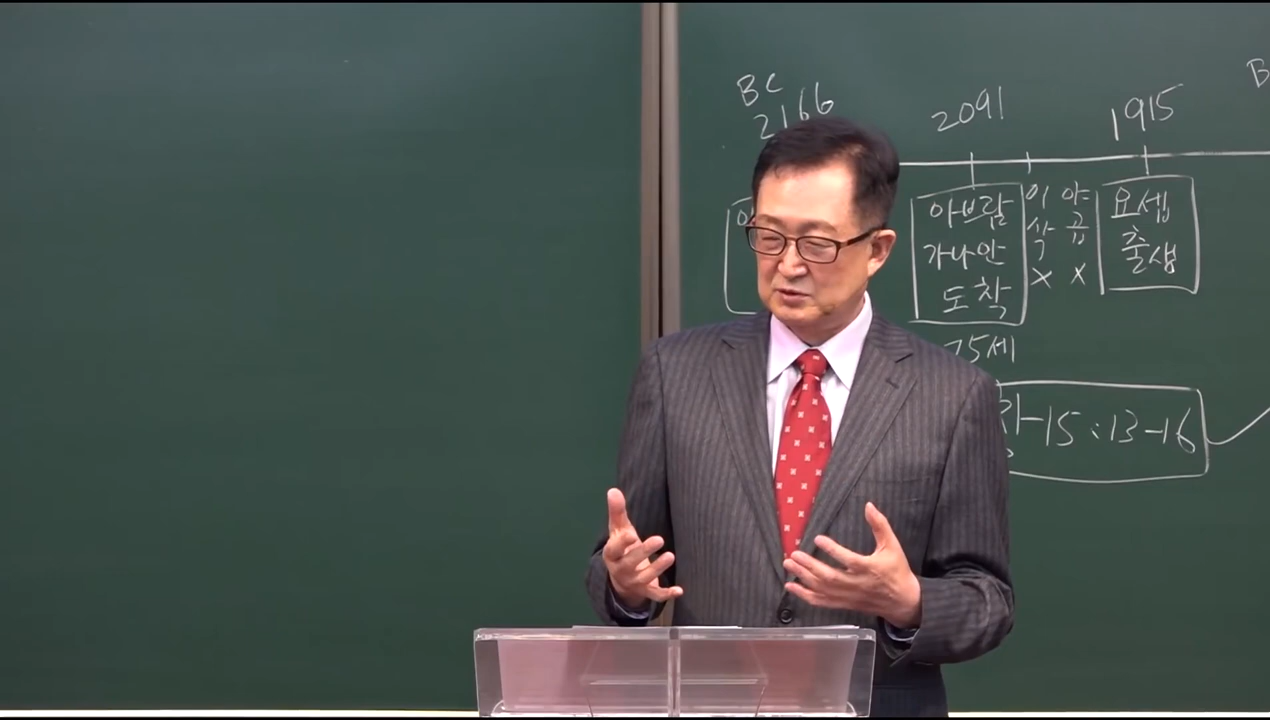 BC
2166
2091
1915
B
아브람
가나안
도착
이삭 X
야곱 X
요셉
출생
75세
-15:13-16